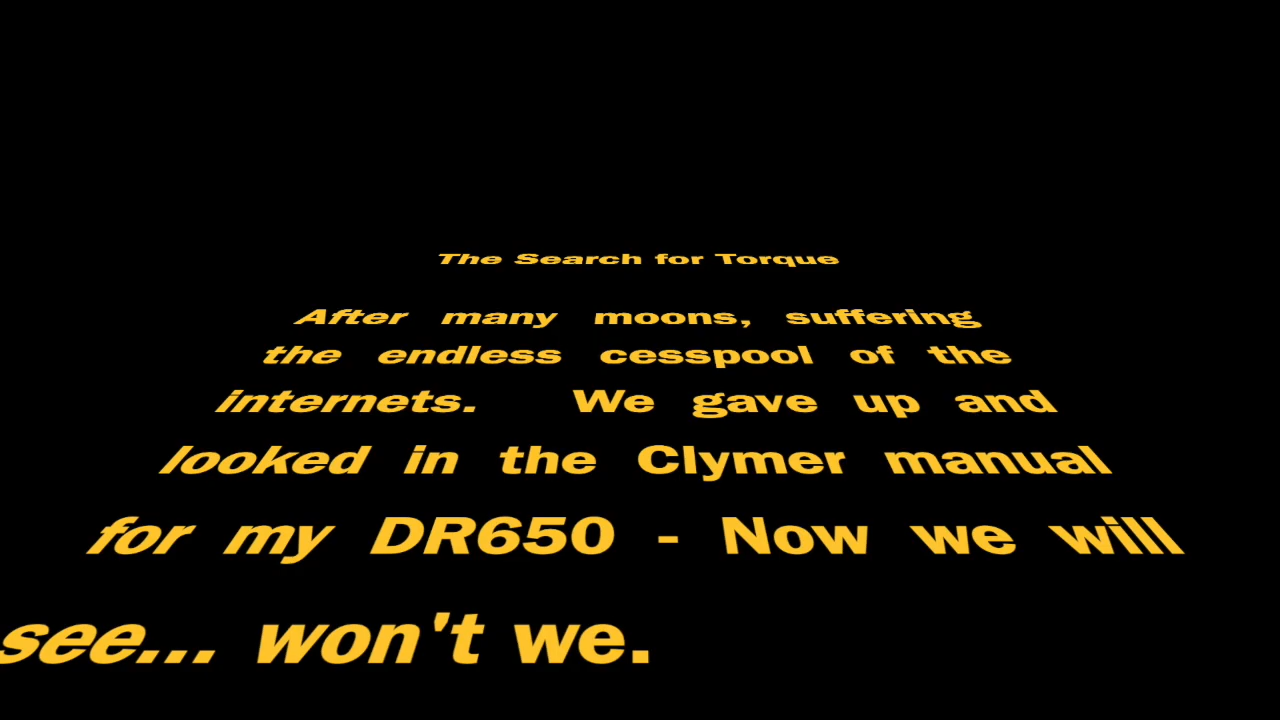 The Search for Torque
After many moons, suffering
the endless cesspool of the
internets. We gave up and
looked in the Clymer manual
for my DR650 - Now we will
see... won't we.